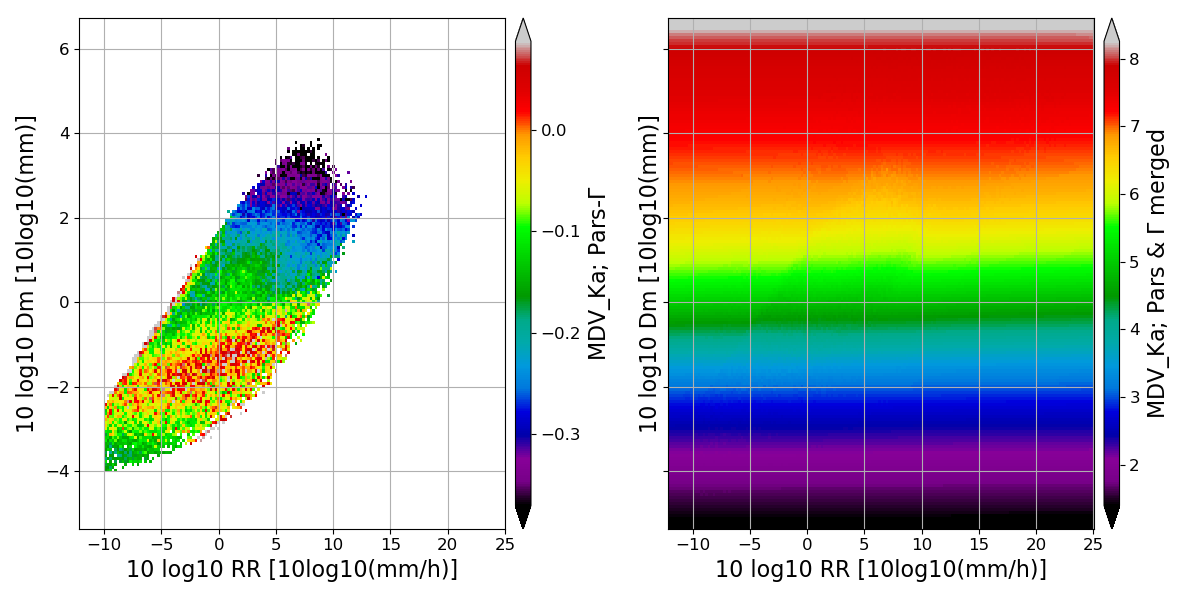 6
4
2
0
−2
−4
10 log10 Dm [10log10(mm)]
−10 −5 0 5 10 15 20 25
10 log10 RR [10log10(mm/h)]
0.0
−0.1
−0.2
−0.3
MDV_Ka; Pars-Γ
10 log10 Dm [10log10(mm)]
−10 −5 0 5 10 15 20 25
10 log10 RR [10log10(mm/h)]
8
7
6
5
4
3
2
MDV_Ka; Pars & Γ merged